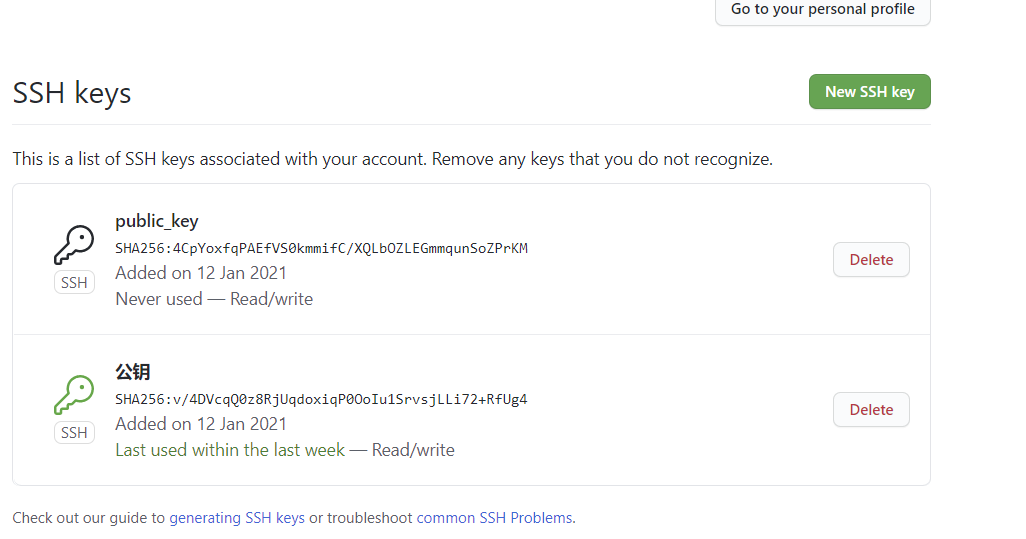 Go to your personal profile
SSH keys
New SSH key
This is a list of SSH keys associated with your account. Remove any keys that you do not recognize.
public_key
SHA256:4CpYoxfqPAEfVS0kmmifC/XQLbOZLEGmmqunSoZPrKM
Added on 12 Jan 2021
Never used — Read/write
SSH
Delete
公钥
SHA256:v/4DVcqQ0z8RjUqdoxiqP0OoIu1SrvsjLLi72+RfUg4
Added on 12 Jan 2021
Last used within the last week — Read/write
SSH
Delete
Check out our guide to generating SSH keys or troubleshoot common SSH Problems.